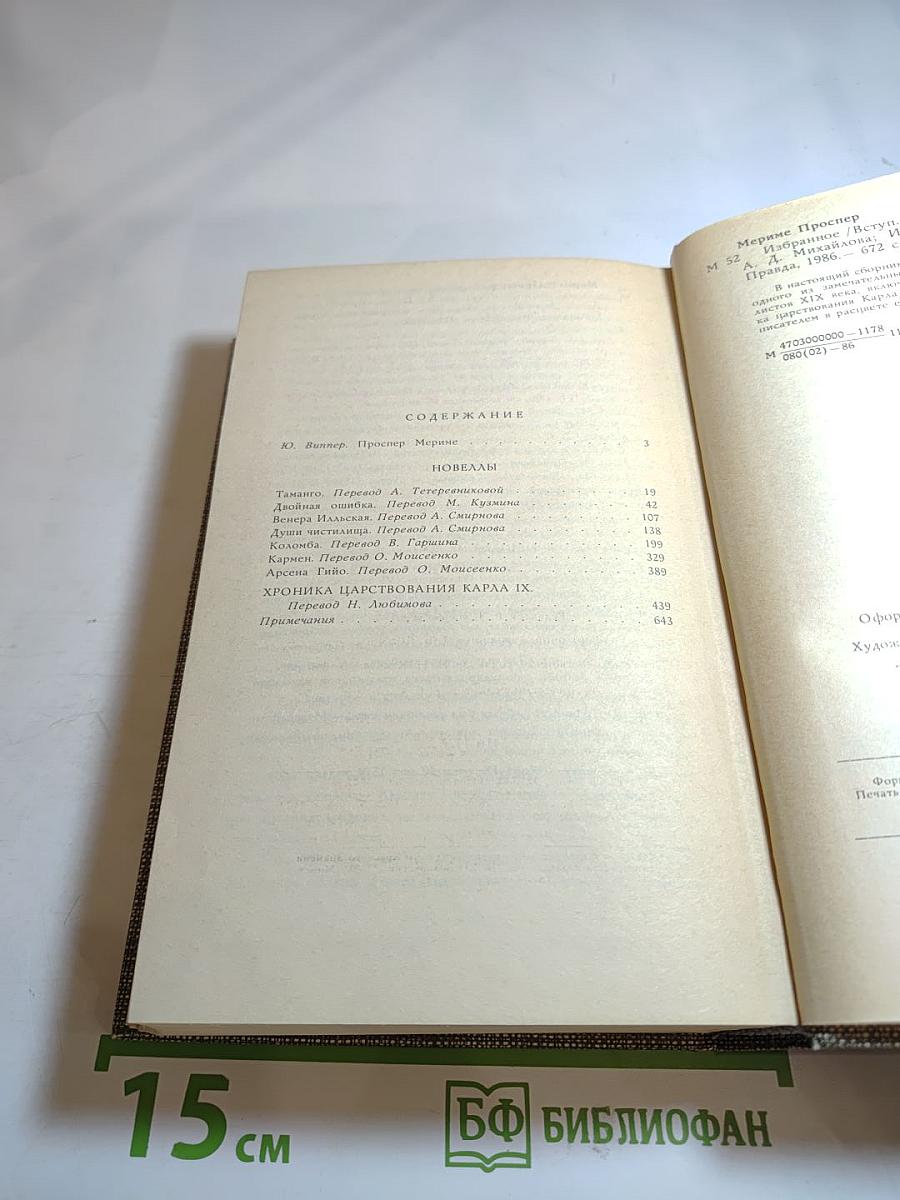 СОДЕРЖАНИЕ
Ю. Виппер. Проспер Мериме . . . . . . . . . . . 3
НОВЕЛЛЫ
Таманго. Перевод А. Тетеревниковой . . . . . . . . 19
Двойная ошибка. Перевод М. Кузмина . . . . . . . 42
Венера Илльская. Перевод А. Смирнова . . . . . . . 107
Души чистилища. Перевод А. Смирнова . . . . . . . 138
Коломба. Перевод В. Гаршина . . . . . . . . . . 199
Кармен. Перевод О. Моисеенко . . . . . . . . . . 329
Арсена Гийо. Перевод О. Моисеенко . . . . . . . . 389
ХРОНИКА ЦАРСТВОВАНИЯ КАРЛА IX.
Перевод Н. Любимова . . . . . . . . . . . . 439
Примечания . . . . . . . . . . . . . . . . . 643
Мериме Проспер
М 52 Избранное / Вступ.
А. Д. Михайлова; И
Правда, 1986. — 672 с
В настоящий сборник
одного из замечательны
листов XIX века, включ
ка царствования Карла
писателем в расцвете
М 4703000000—1178
080(02)—86
Офор
Худож
Фор
Печать
15 см
БФ БИБЛИОФАН